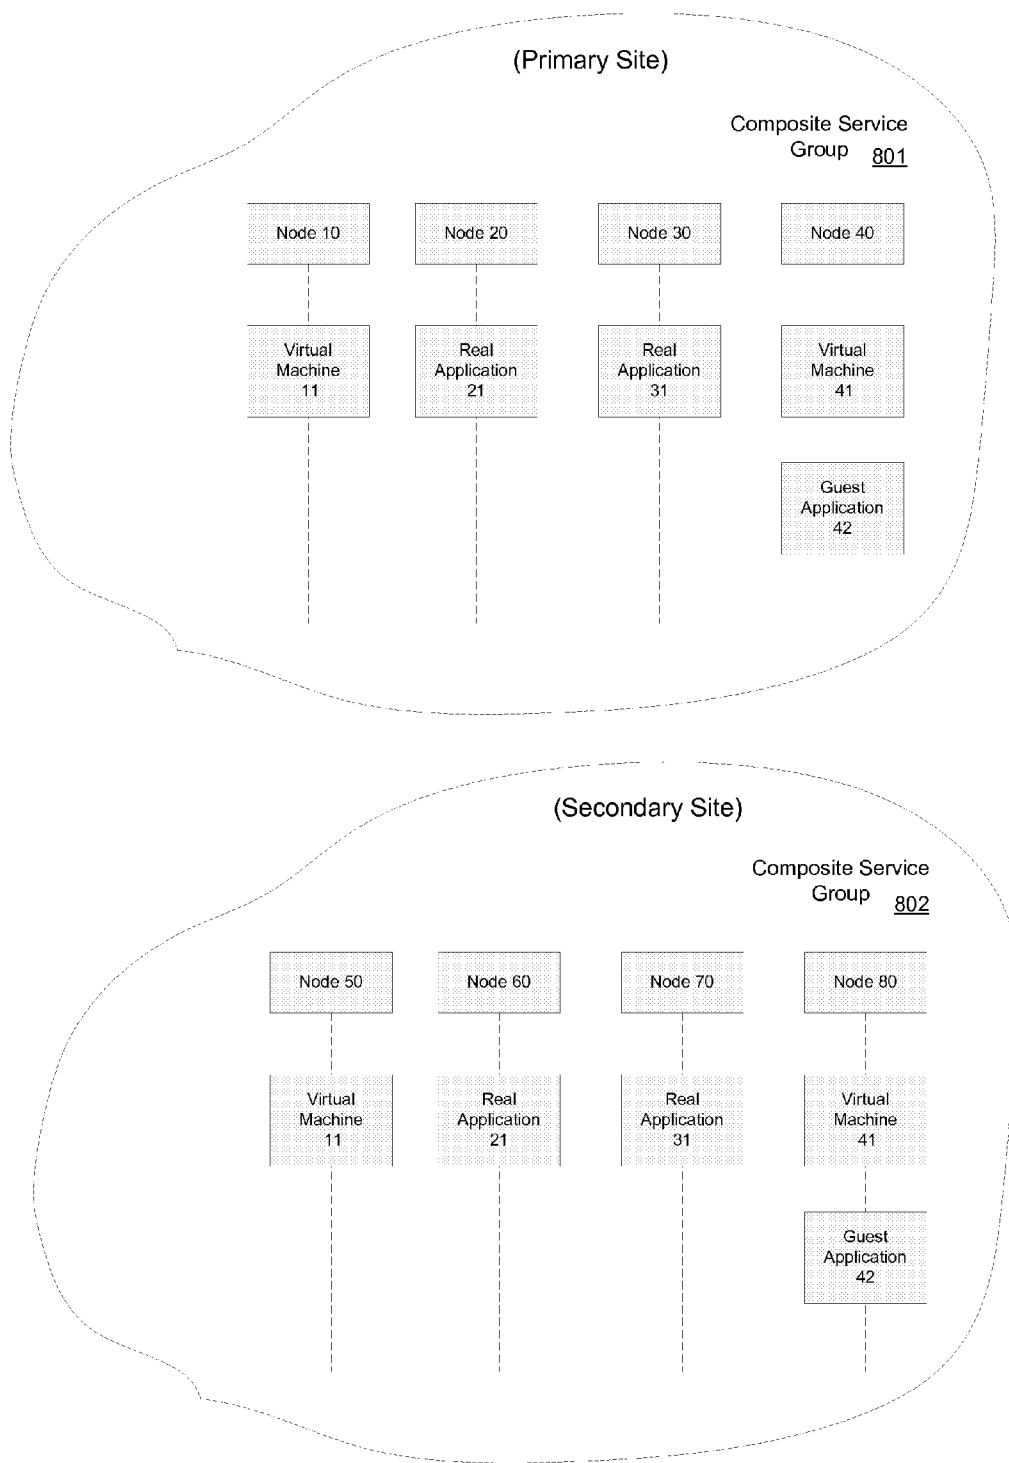 (Primary Site)
Composite Service
Group 801
Node 10
Node 20
Node 30
Node 40
Virtual
Machine
11
Real
Application
21
Real
Application
31
Virtual
Machine
41
Guest
Application
42
(Secondary Site)
Composite Service
Group 802
Node 50
Node 60
Node 70
Node 80
Virtual
Machine
11
Real
Application
21
Real
Application
31
Virtual
Machine
41
Guest
Application
42